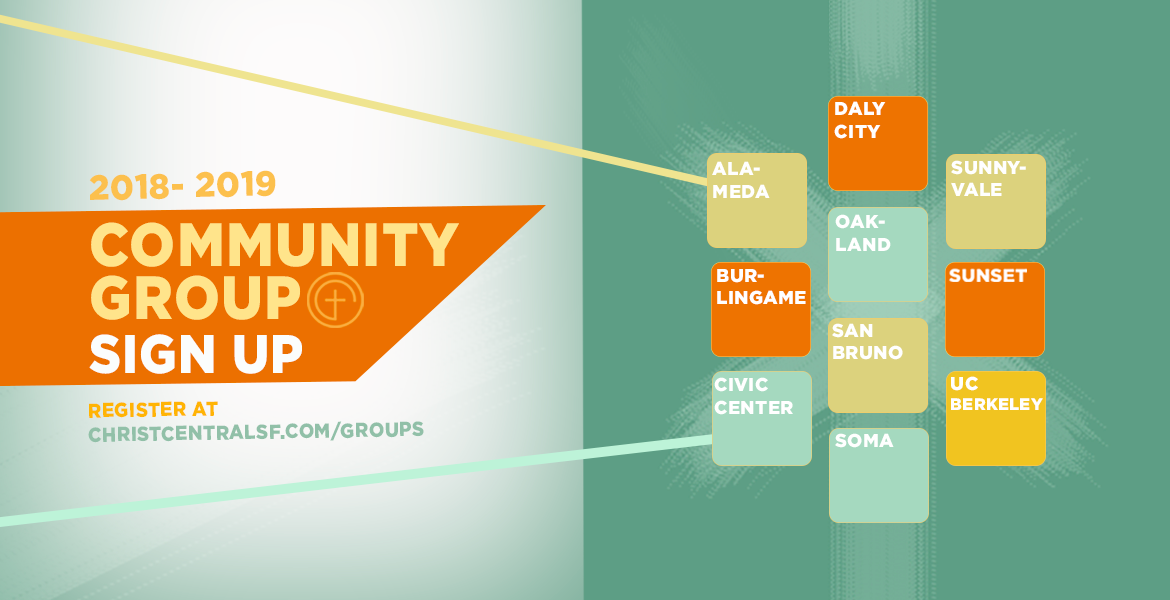 2018- 2019
COMMUNITY
GROUP
SIGN UP
REGISTER AT
CHRISTCENTRALSF.COM/GROUPS
ALA-
MEDA
BUR-
LINGAME
CIVIC
CENTER
DALY
CITY
OAK-
LAND
SAN
BRUNO
SOMA
SUNNY-
VALE
SUNSET
UC
BERKELEY